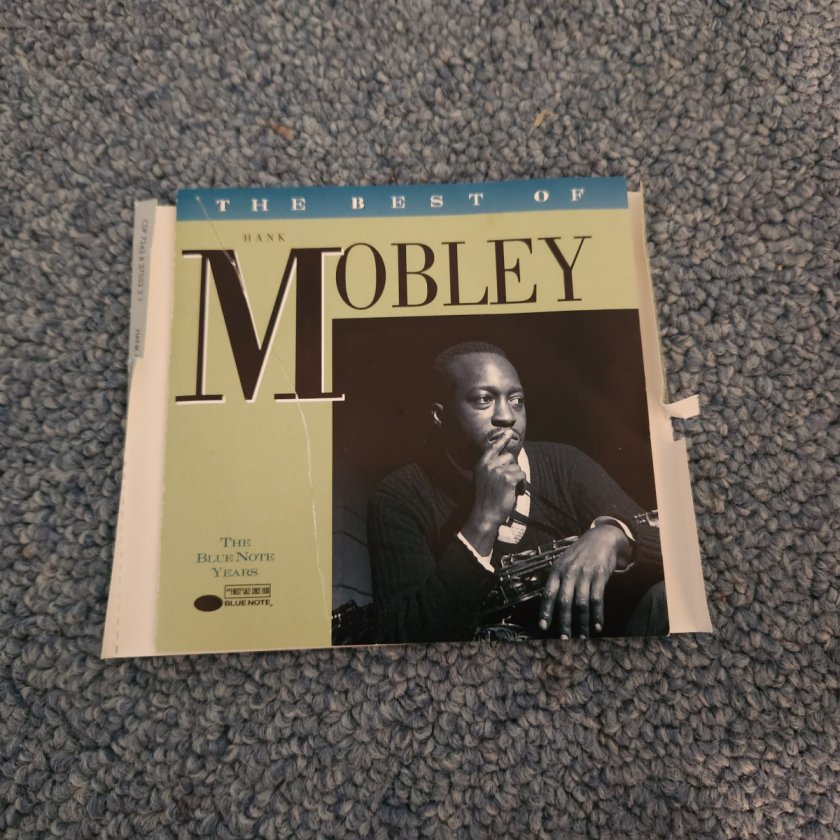 THE BEST OF
HANK
MOBLEY
THE
BLUE NOTE
YEARS
BLUE NOTE